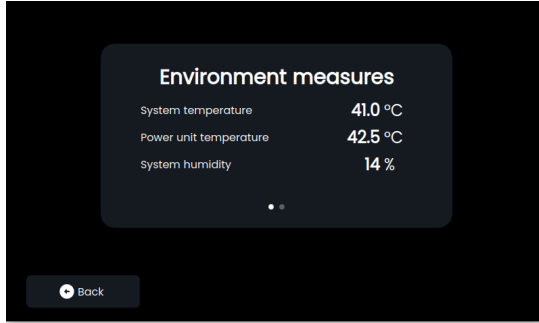 Environment measures
System temperature 41.0 °C
Power unit temperature 42.5 °C
System humidity 14 %
Back